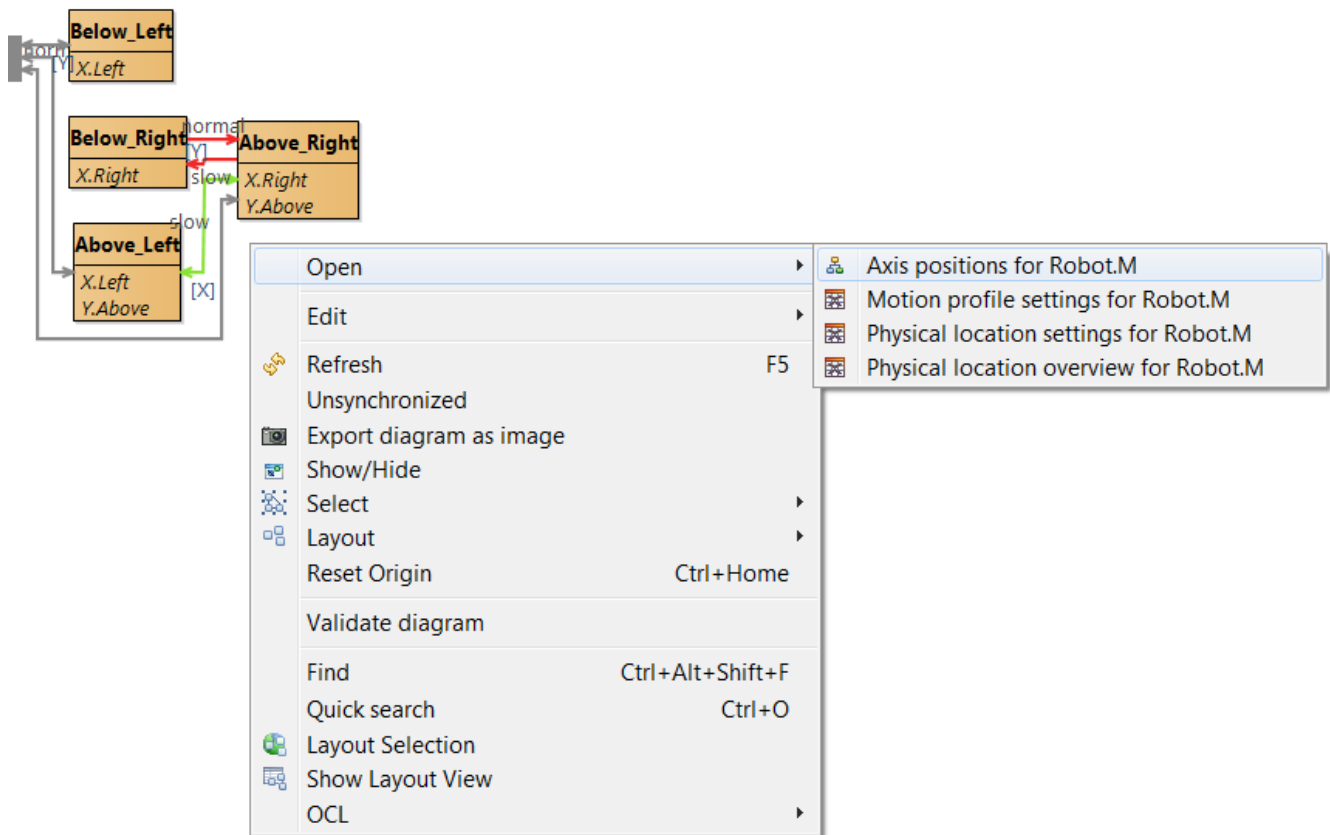 Below_Left
X.Left
norm
[Y]
Below_Right
X.Right
normal
[Y]
slow
Above_Right
X.Right
Y.Above
slow
Above_Left
X.Left
Y.Above
[X]
Open
Edit
Refresh F5
Unsynchronized
Export diagram as image
Show/Hide
Select
Layout
Reset Origin Ctrl+Home
Validate diagram
Find Ctrl+Alt+Shift+F
Quick search Ctrl+O
Layout Selection
Show Layout View
OCL
Axis positions for Robot.M
Motion profile settings for Robot.M
Physical location settings for Robot.M
Physical location overview for Robot.M